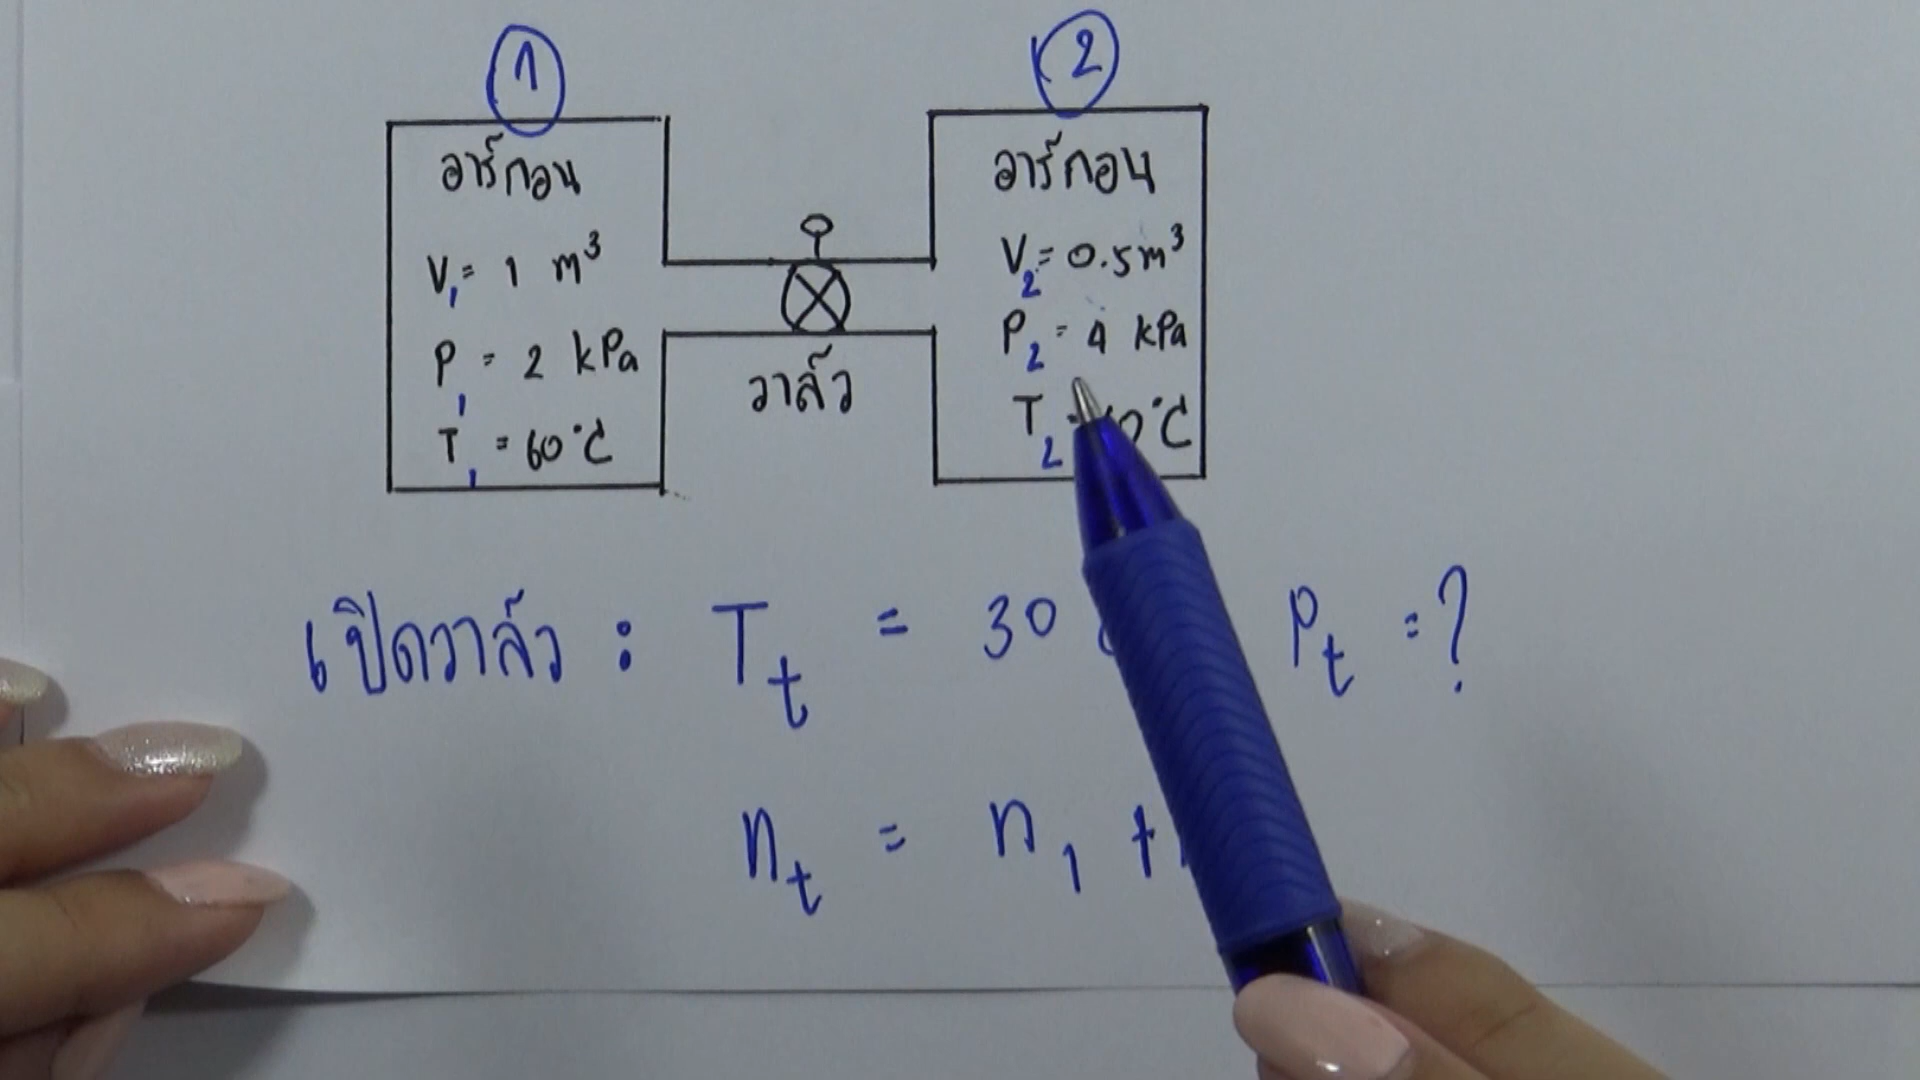 1
อาร์กอน
V₁ = 1 m³
P₁ = 2 kPa
T₁ = 60°C
วาล์ว
2
อาร์กอน
V₂ = 0.5 m³
P₂ = 4 kPa
T₂ °C
เปิดวาล์ว : Tt = 30 Pt = ?
nt = n₁ +